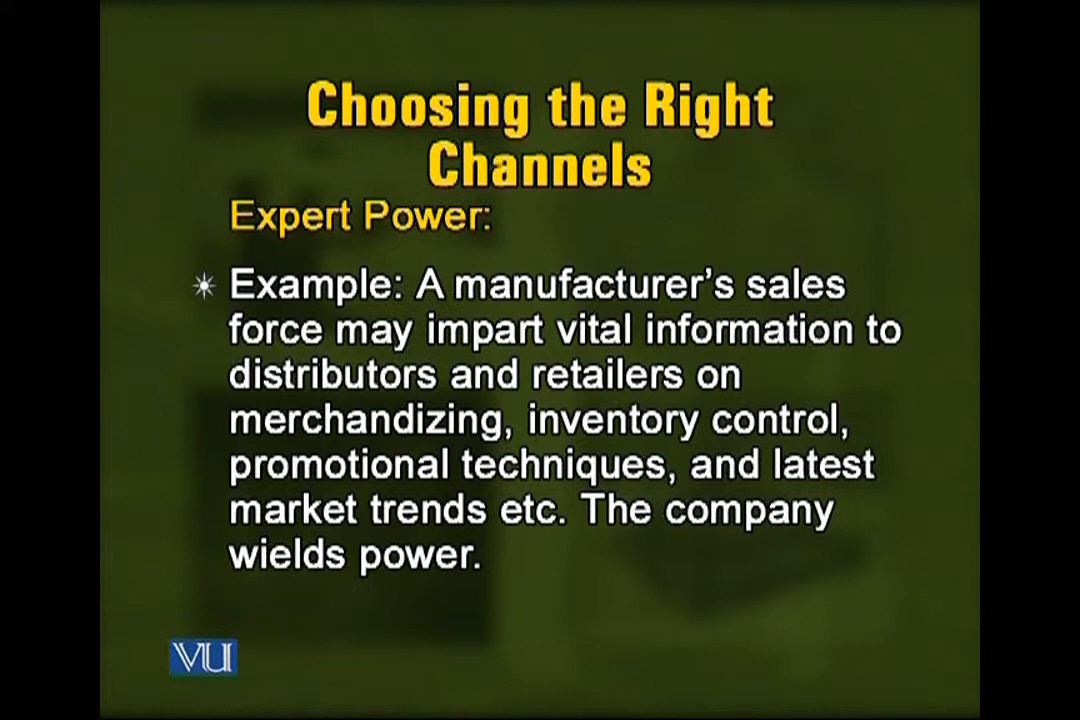 Choosing the Right
Channels
Expert Power:
Example: A manufacturer's sales
force may impart vital information to
distributors and retailers on
merchandizing, inventory control,
promotional techniques, and latest
market trends etc. The company
wields power.
VU